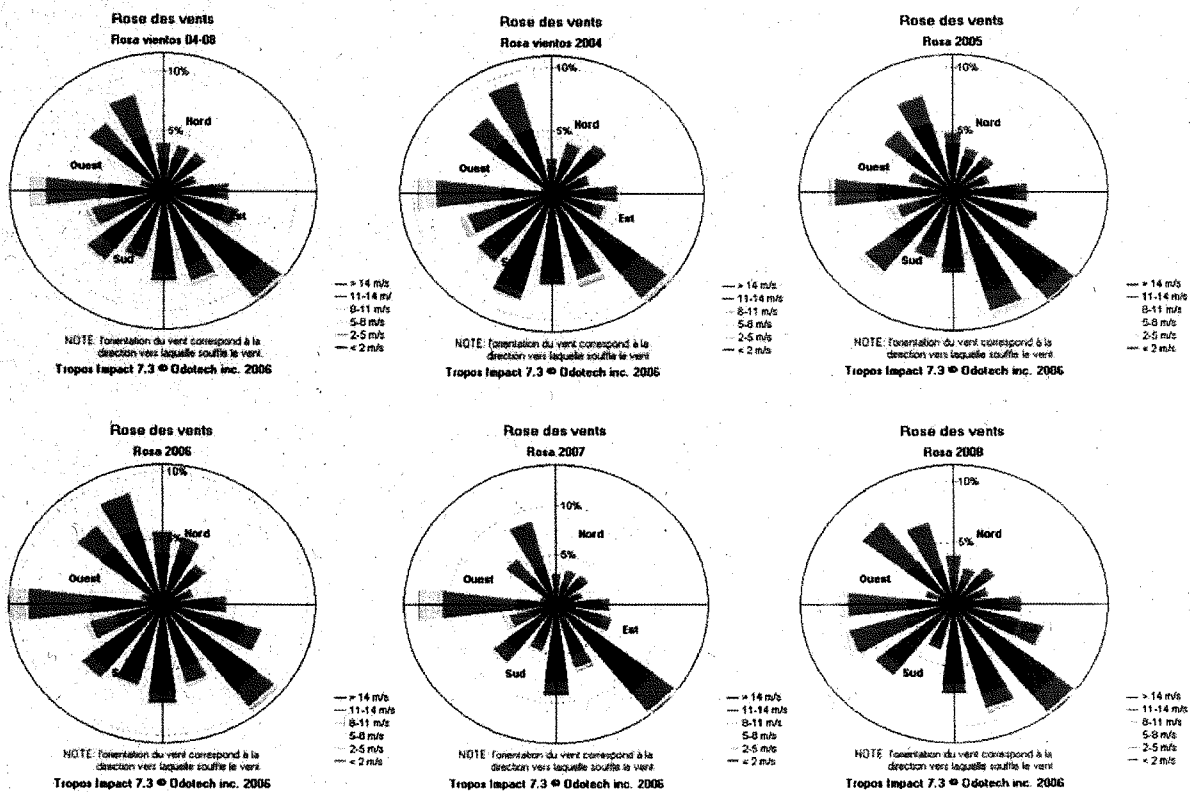 Rose des vents
Rosa vientos 04-08
10%
Nord
5%
Ouest
Est
Sud
> 14 m/s
11-14 m/
8-11 m/s
5-8 m/s
2-5 m/s
< 2 m/s
NOTE: l'orientation du vent correspond à la
direction vers laquelle souffle le vent.
Tropos Impact 7.3 © Odotech inc. 2006
Rose des vents
Rosa vientos 2004
10%
Nord
5%
Ouest
Est
> 14 m/s
11-14 m/s
8-11 m/s
5-8 m/s
2-5 m/s
< 2 m/s
NOTE: l'orientation du vent correspond à la
direction vers laquelle souffle le vent
Tropos Impact 7.3 © Odotech inc. 2006
Rose des vents
Rosa 2005
10%
Nord
5%
Ouest
Sud
> 14 m/s
11-14 m/s
8-11 m/s
5-8 m/s
2-5 m/s
< 2 m/s
NOTE: l'orientation du vent correspond à la
direction vers laquelle souffle le vent.
Tropos Impact 7.3 © Odotech inc. 2006
Rose des vents
Rosa 2006
10%
Nord
Ouest
> 14 m/s
11-14 m/s
8-11 m/s
5-8 m/s
2-5 m/s
< 2 m/s
NOTE: l'orientation du vent correspond à la
direction vers laquelle souffle le vent
Tropos Impact 7.3 © Odotech inc. 2006
Rose des vents
Rosa 2007
10%
Nord
5%
Ouest
Est
Sud
> 14 m/s
11-14 m/s
8-11 m/s
5-8 m/s
2-5 m/s
< 2 m/s
NOTE: l'orientation du vent correspond à la
direction vers laquelle souffle le vent
Tropos Impact 7.3 © Odotech inc. 2006
Rose des vents
Rosa 2008
10%
Nord
5%
Ouest
Sud
> 14 m/s
11-14 m/s
8-11 m/s
5-8 m/s
2-5 m/s
< 2 m/s
NOTE: l'orientation du vent correspond à la
direction vers laquelle souffle le vent
Tropos Impact 7.3 © Odotech inc. 2006